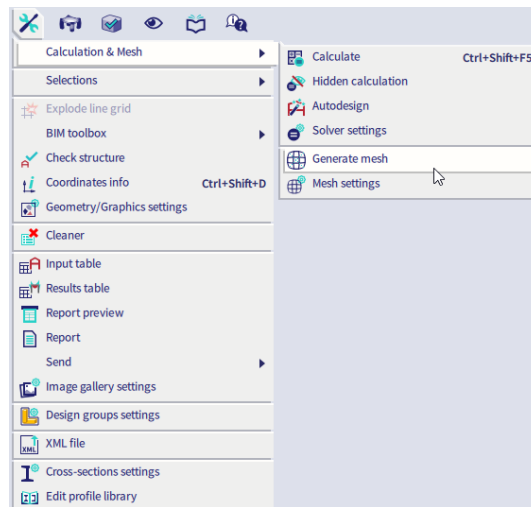 Calculation & Mesh
Selections
Explode line grid
BIM toolbox
Check structure
Coordinates info Ctrl+Shift+D
Geometry/Graphics settings
Cleaner
Input table
Results table
Report preview
Report
Send
Image gallery settings
Design groups settings
XML file
Cross-sections settings
Edit profile library
Calculate Ctrl+Shift+F5
Hidden calculation
Autodesign
Solver settings
Generate mesh
Mesh settings